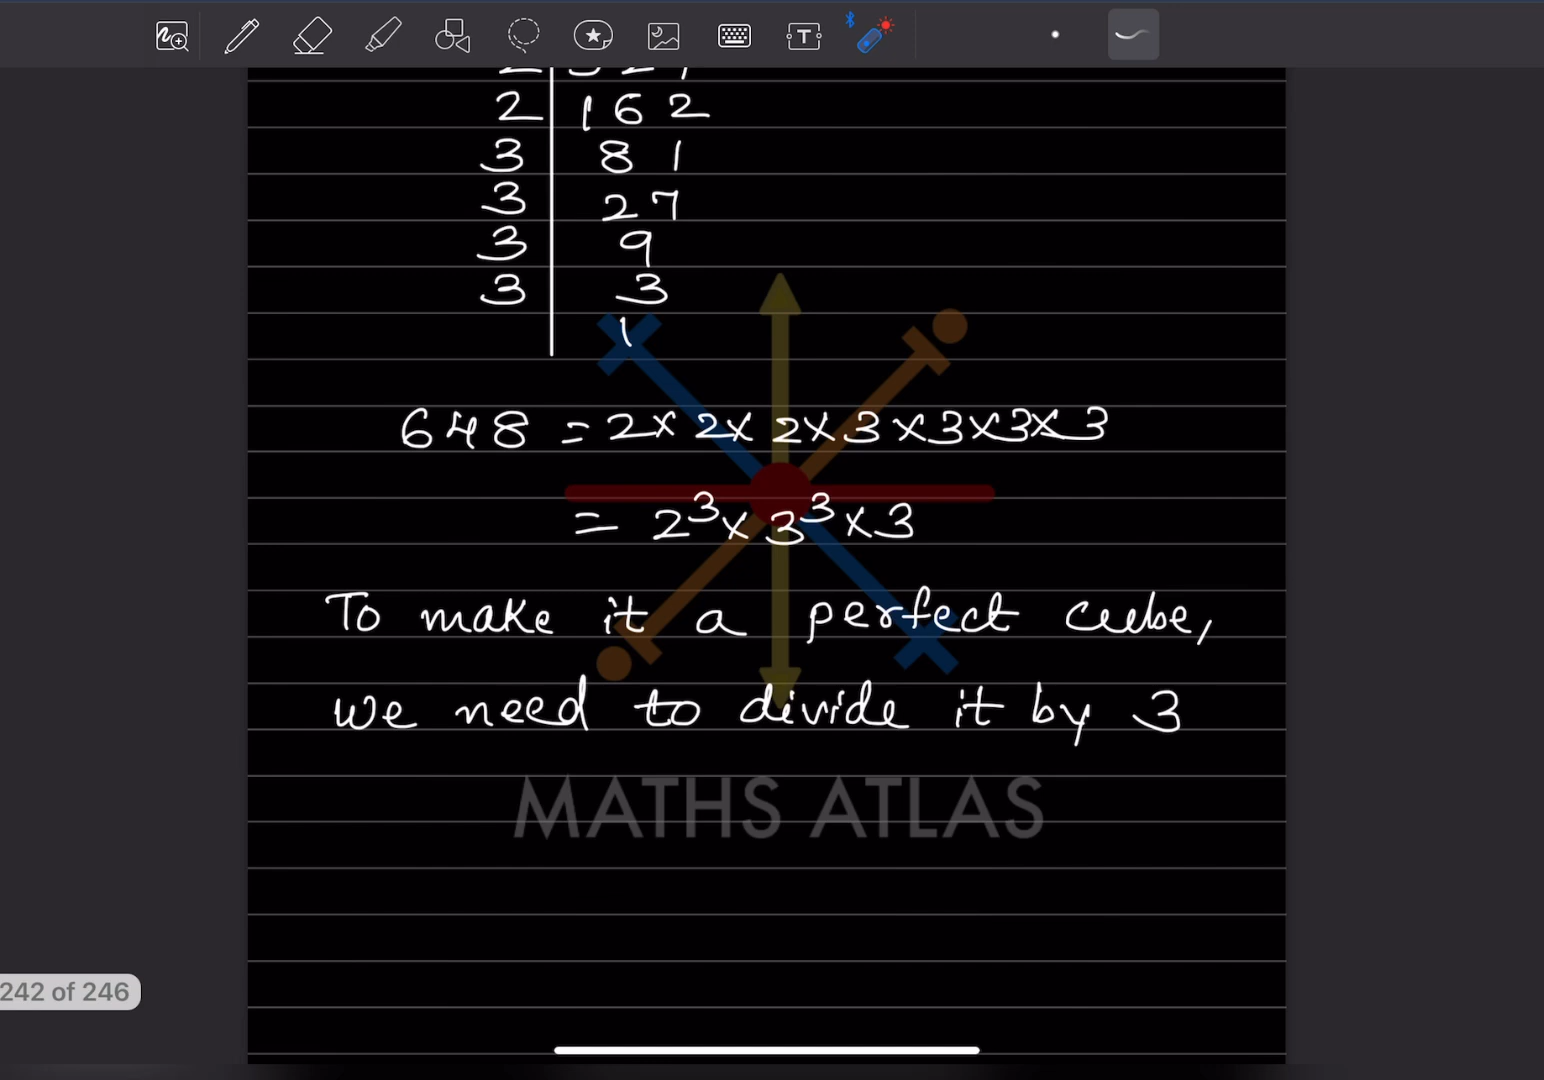 2 | 324
2 | 162
3 | 81
3 | 27
3 | 9
3 | 3
1
648 = 2× 2× 2×3×3×3×3
= 2³× 3³×3
To make it a perfect cube,
we need to divide it by 3
MATHS ATLAS
242 of 246